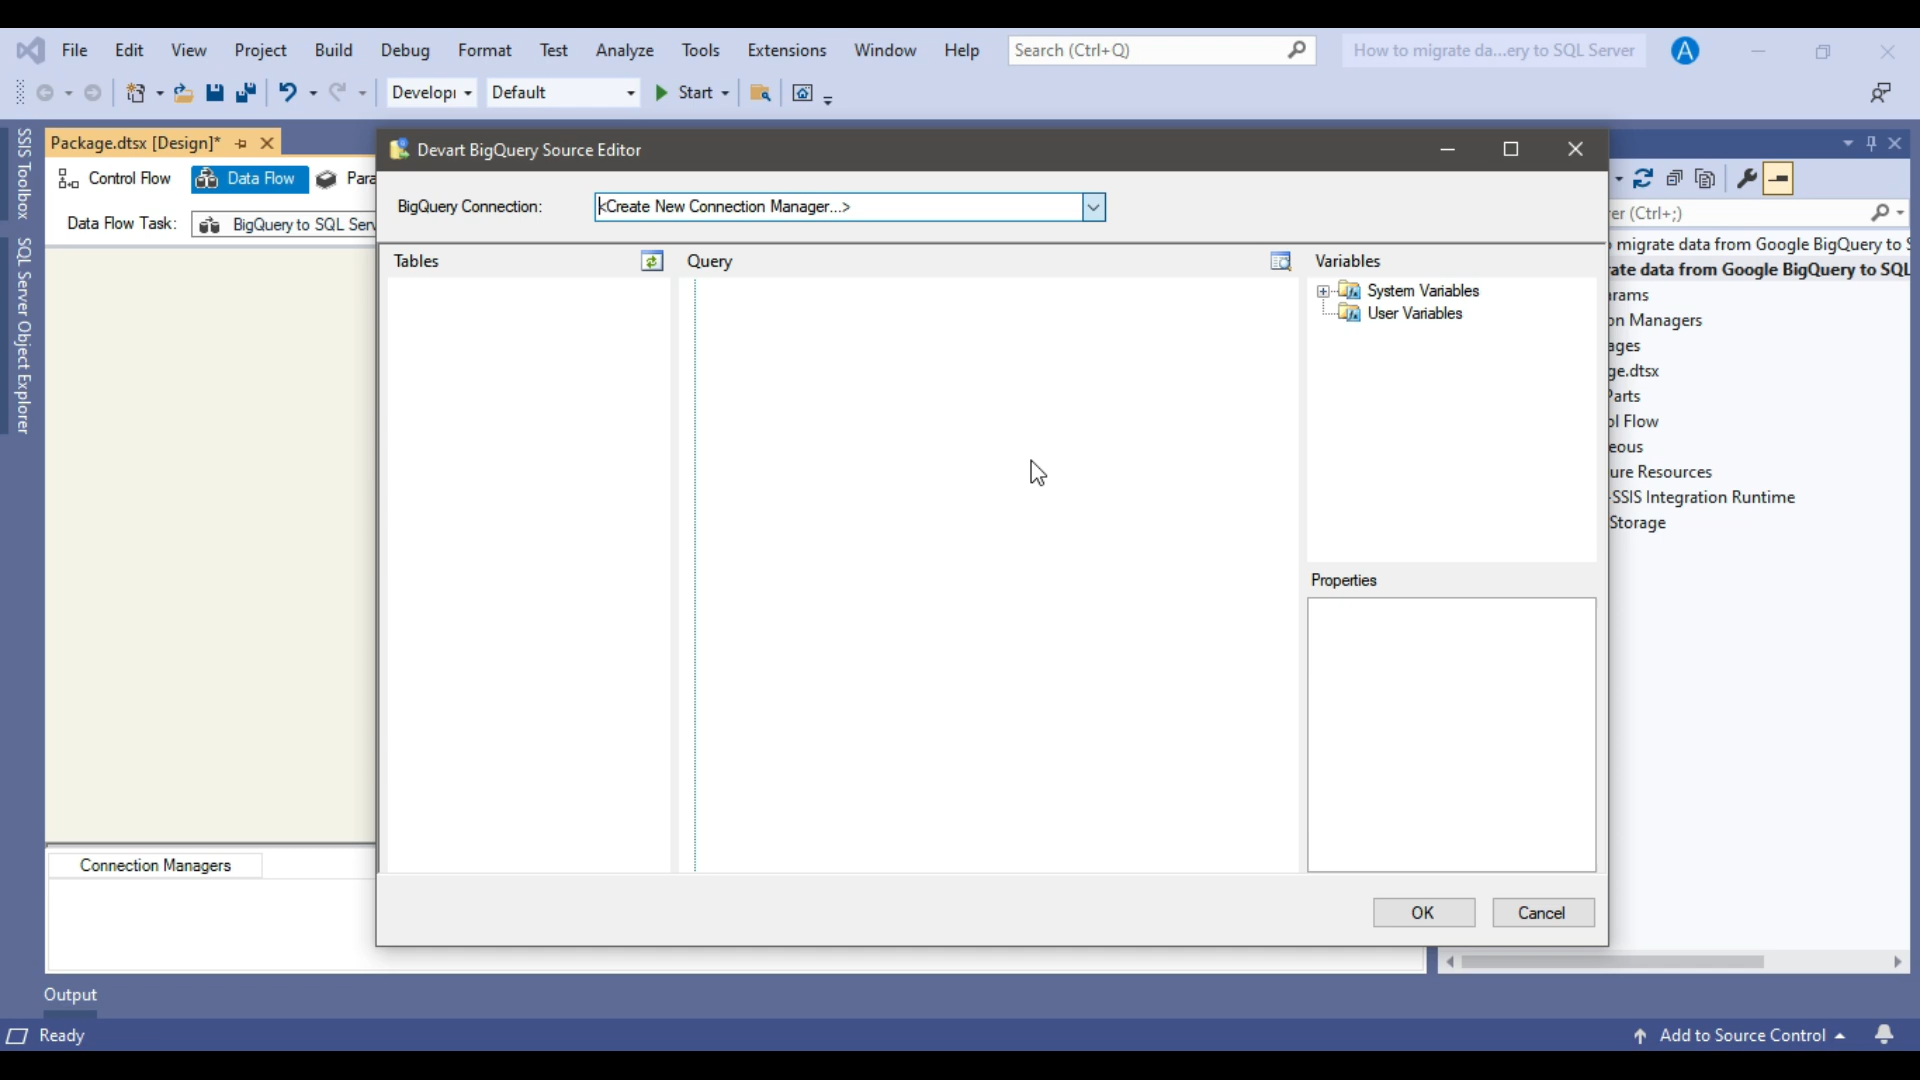 File Edit View Project Build Debug Format Test Analyze Tools Extensions Window Help Search (Ctrl+Q) How to migrate da...ery to SQL Server A
Developi Default Start
Package.dtsx [Design]*
SSIS Toolbox
SQL Server Object Explorer
Control Flow Data Flow Para
Data Flow Task: BigQuery to SQL Serv
Devart BigQuery Source Editor
BigQuery Connection: <Create New Connection Manager...>
Tables Query Variables
System Variables
User Variables
Properties
OK Cancel
er (Ctrl+;)
migrate data from Google BigQuery to S
ate data from Google BigQuery to SQL
rams
on Managers
ages
ge.dtsx
Parts
ol Flow
eous
ure Resources
-SSIS Integration Runtime
Storage
Connection Managers
Output
Ready Add to Source Control